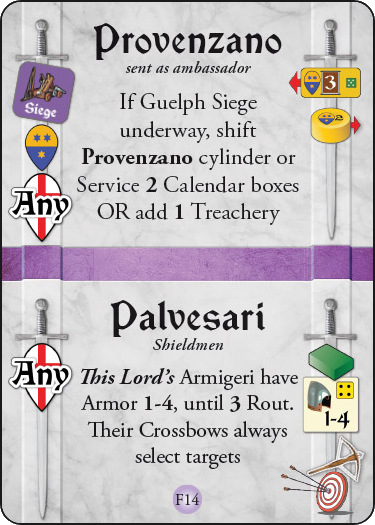 Provenzano
sent as ambassador
Siege
3
If Guelph Siege
underway, shift
2
Provenzano cylinder or
Service 2 Calendar boxes
Any
OR add 1 Treachery
Palvesari
Shieldmen
Any
This Lord's Armigeri have
Armor 1-4, until 3 Rout.
1-4
Their Crossbows always
select targets
F14